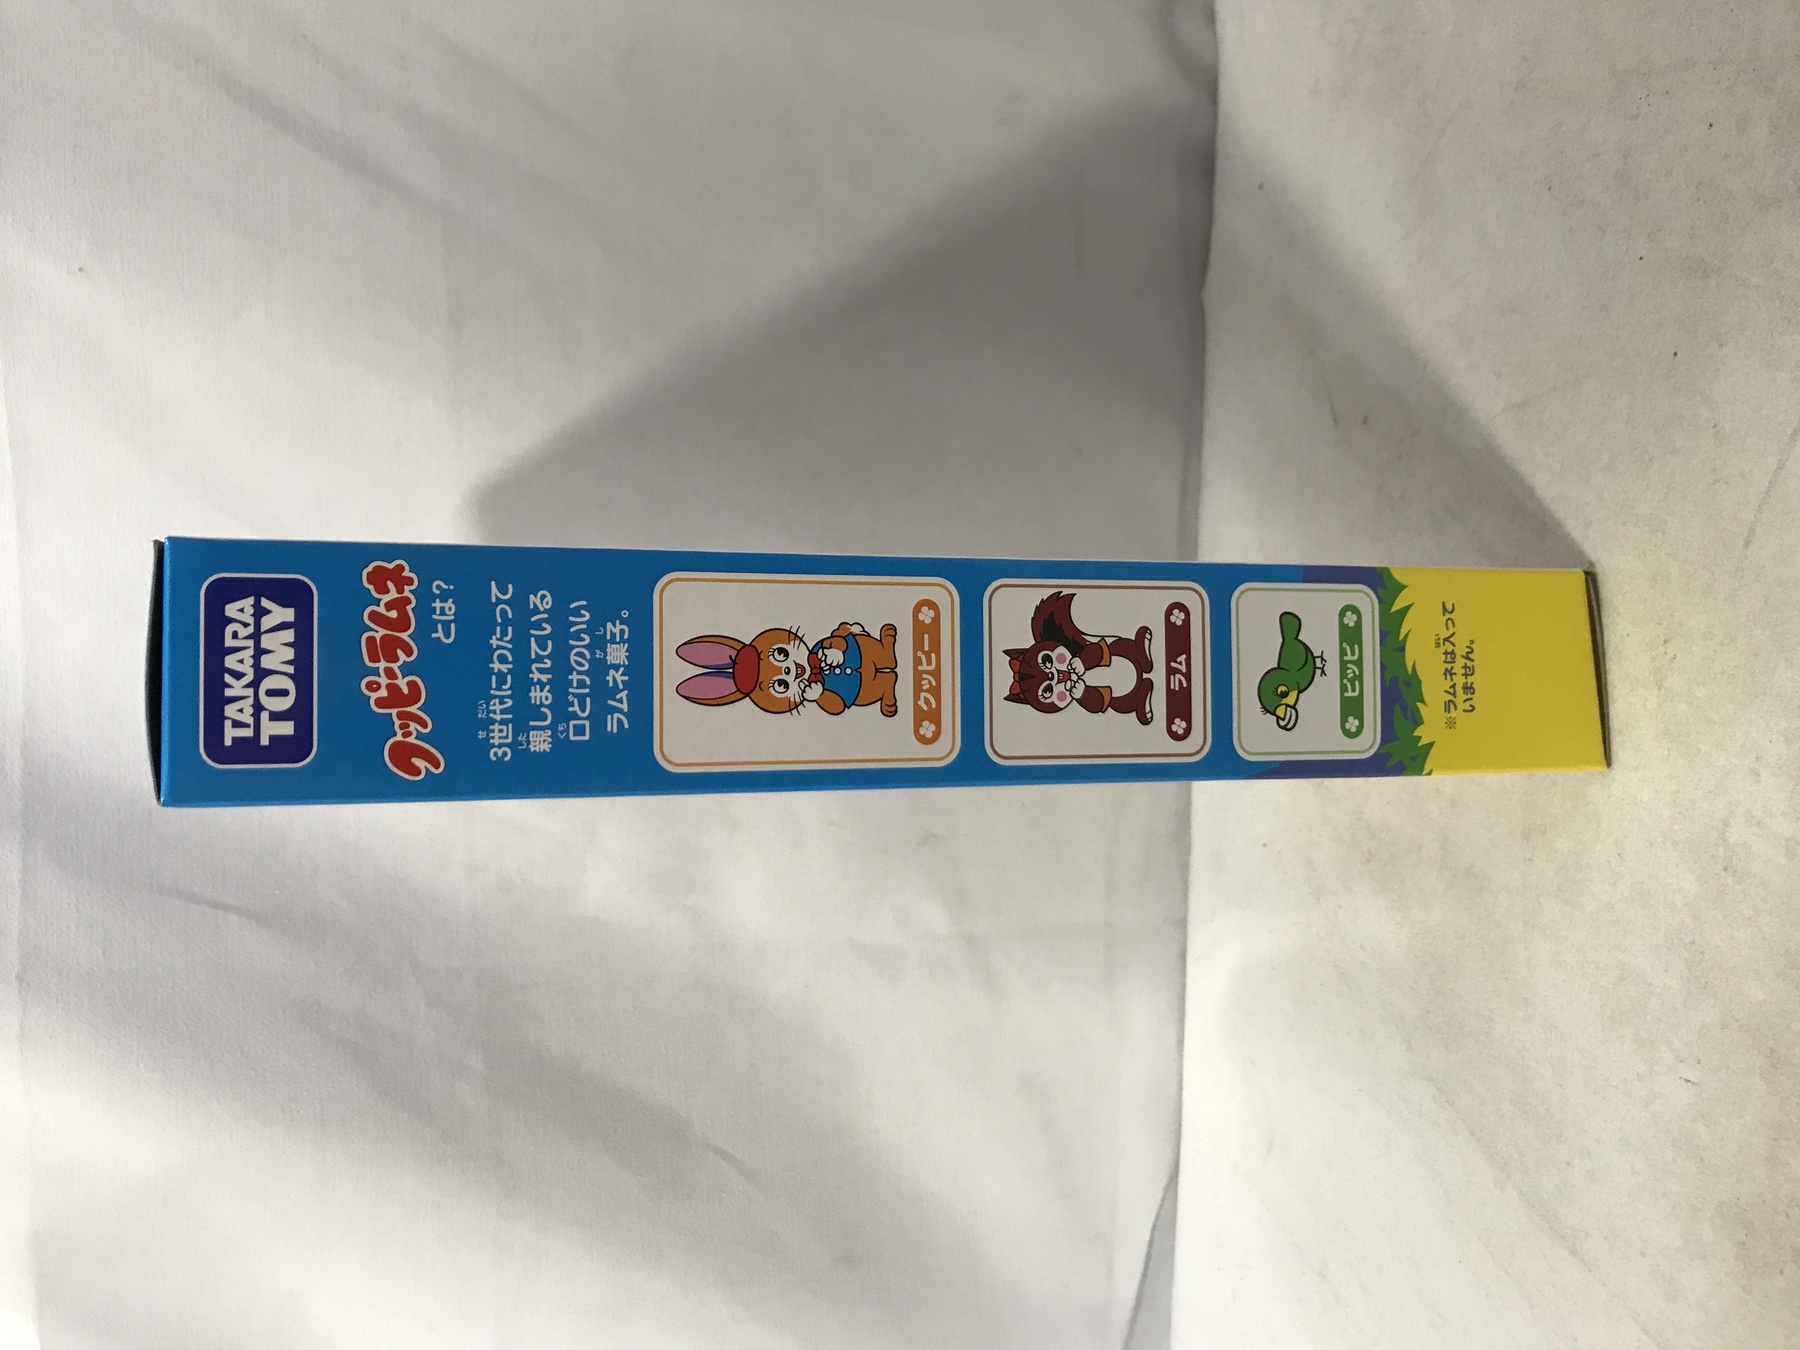 TAKARA
TOMY
クッピーラムネ
とは?
3世代にわたって
親しまれている
口どけのいい
ラムネ菓子。
クッピー
ラム
ピッピ
※ラムネは入って
いません。